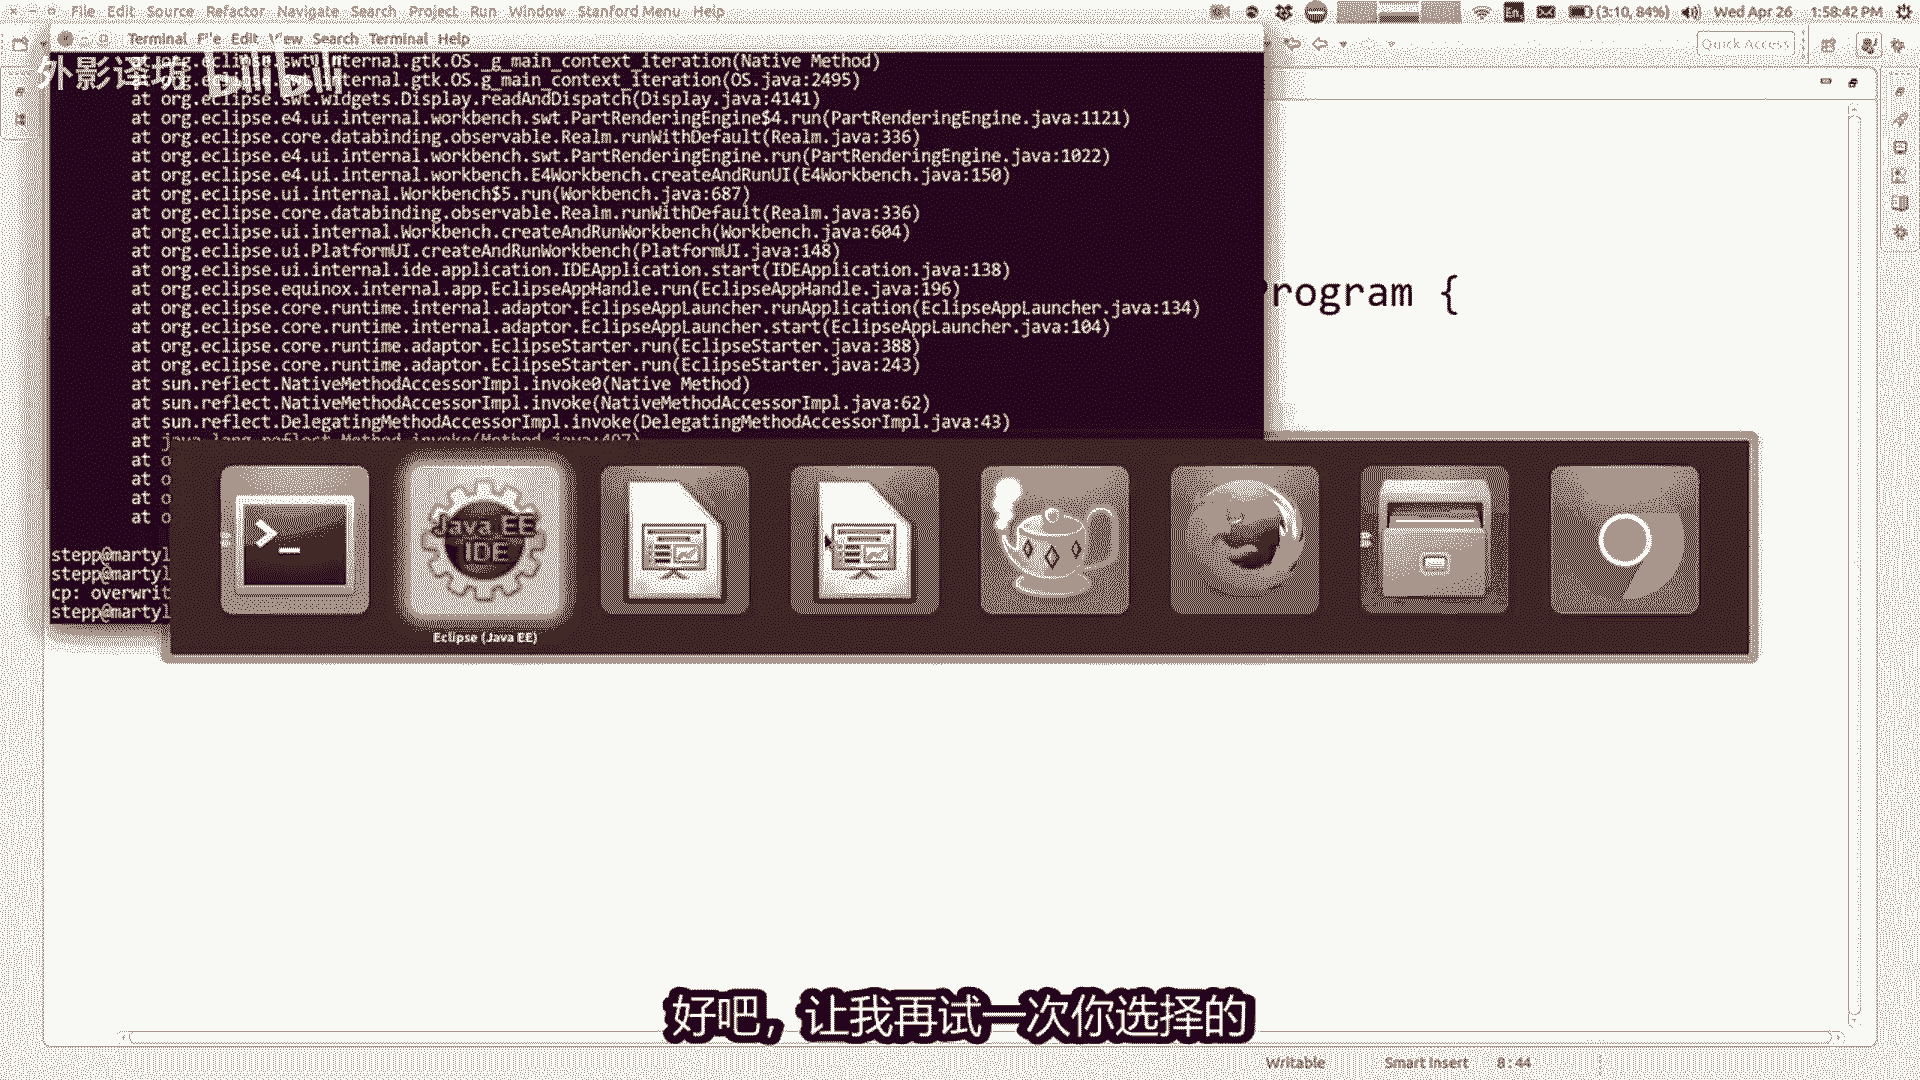 File Edit Source Refactor Navigate Search Project Run Window Stanford Menu Help
En (3:10, 84%) Wed Apr 26 1:58:42 PM
Terminal File Edit View Search Terminal Help
Quick Access
外影译坊 bilibili
at org.eclipse.swt.internal.gtk.OS._g_main_context_iteration(Native Method)
at org.eclipse.swt.internal.gtk.OS.g_main_context_iteration(OS.java:2495)
at org.eclipse.swt.widgets.Display.readAndDispatch(Display.java:4141)
at org.eclipse.e4.ui.internal.workbench.swt.PartRenderingEngine$4.run(PartRenderingEngine.java:1121)
at org.eclipse.core.databinding.observable.Realm.runWithDefault(Realm.java:336)
at org.eclipse.e4.ui.internal.workbench.swt.PartRenderingEngine.run(PartRenderingEngine.java:1022)
at org.eclipse.e4.ui.internal.workbench.E4Workbench.createAndRunUI(E4Workbench.java:150)
at org.eclipse.ui.internal.Workbench$5.run(Workbench.java:687)
at org.eclipse.core.databinding.observable.Realm.runWithDefault(Realm.java:336)
at org.eclipse.ui.internal.Workbench.createAndRunWorkbench(Workbench.java:604)
at org.eclipse.ui.PlatformUI.createAndRunWorkbench(PlatformUI.java:148)
at org.eclipse.ui.internal.ide.application.IDEApplication.start(IDEApplication.java:138)
at org.eclipse.equinox.internal.app.EclipseAppHandle.run(EclipseAppHandle.java:196)
at org.eclipse.core.runtime.internal.adaptor.EclipseAppLauncher.runApplication(EclipseAppLauncher.java:134)
at org.eclipse.core.runtime.internal.adaptor.EclipseAppLauncher.start(EclipseAppLauncher.java:104)
at org.eclipse.core.runtime.adaptor.EclipseStarter.run(EclipseStarter.java:388)
at org.eclipse.core.runtime.adaptor.EclipseStarter.run(EclipseStarter.java:243)
at sun.reflect.NativeMethodAccessorImpl.invoke0(Native Method)
at sun.reflect.NativeMethodAccessorImpl.invoke(NativeMethodAccessorImpl.java:62)
at sun.reflect.DelegatingMethodAccessorImpl.invoke(DelegatingMethodAccessorImpl.java:43)
at java.lang.reflect.Method.invoke(Method.java:497)
at o
at o
at o
at o
rogram {
stepp@martyl
stepp@martyl
cp: overwrit
stepp@martyl
Java EE
IDE
Eclipse (Java EE)
好吧，让我再试一次你选择的
Writable Smart Insert 8:44